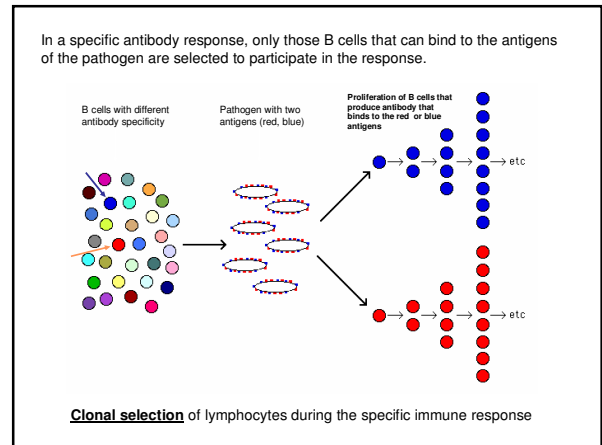 In a specific antibody response, only those B cells that can bind to the antigens
of the pathogen are selected to participate in the response.
B cells with different
antibody specificity
Pathogen with two
antigens (red, blue)
Proliferation of B cells that
produce antibody that
binds to the red or blue
antigens
etc
etc
Clonal selection of lymphocytes during the specific immune response